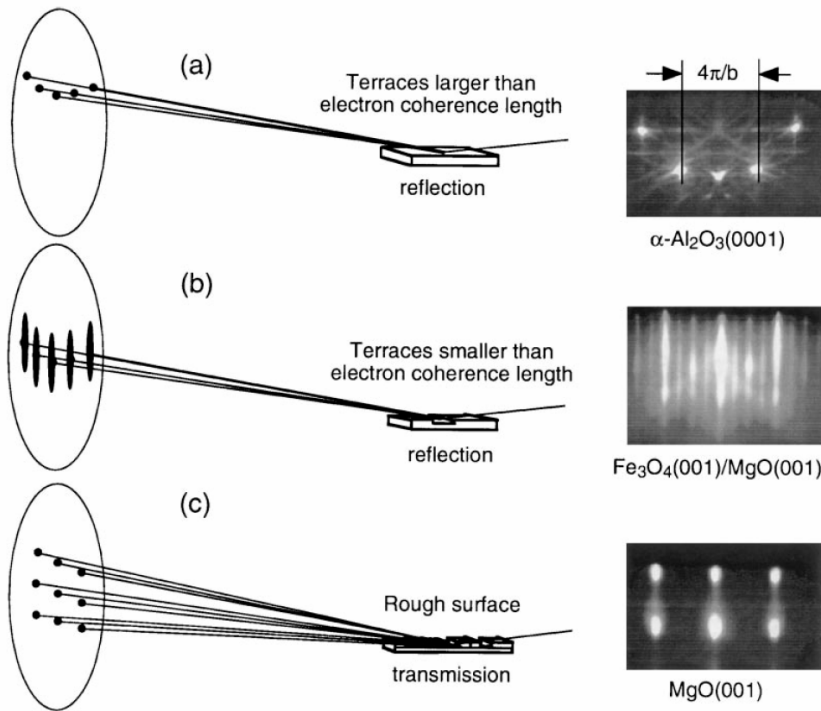 (a)
Terraces larger than
electron coherence length
reflection
4π/b
α-Al₂O₃(0001)
(b)
Terraces smaller than
electron coherence length
reflection
Fe₃O₄(001)/MgO(001)
(c)
Rough surface
transmission
MgO(001)